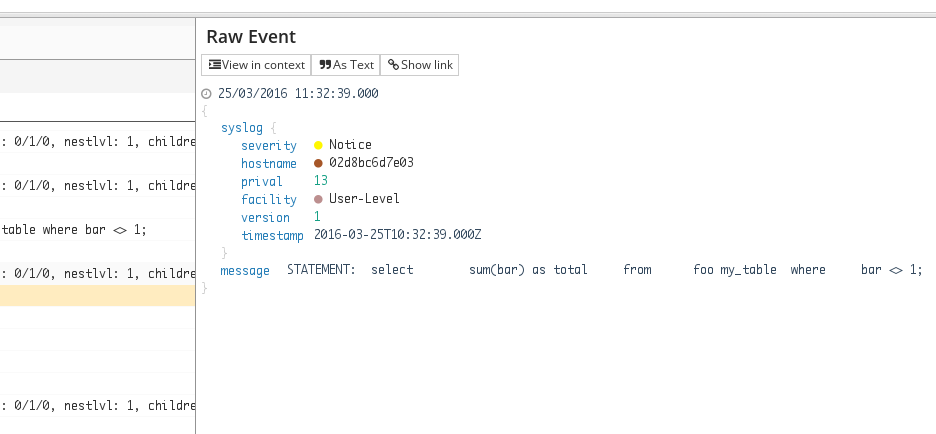 Raw Event
View in context As Text Show link
25/03/2016 11:32:39.000
{
syslog {
: 0/1/0, nestlvl: 1, childre
severity Notice
hostname 02d8bc6d7e03
prival 13
: 0/1/0, nestlvl: 1, childre
facility User-Level
version 1
table where bar <> 1;
timestamp 2016-03-25T10:32:39.000Z
}
: 0/1/0, nestlvl: 1, childre
message STATEMENT: select sum(bar) as total from foo my_table where bar <> 1;
}
: 0/1/0, nestlvl: 1, childre